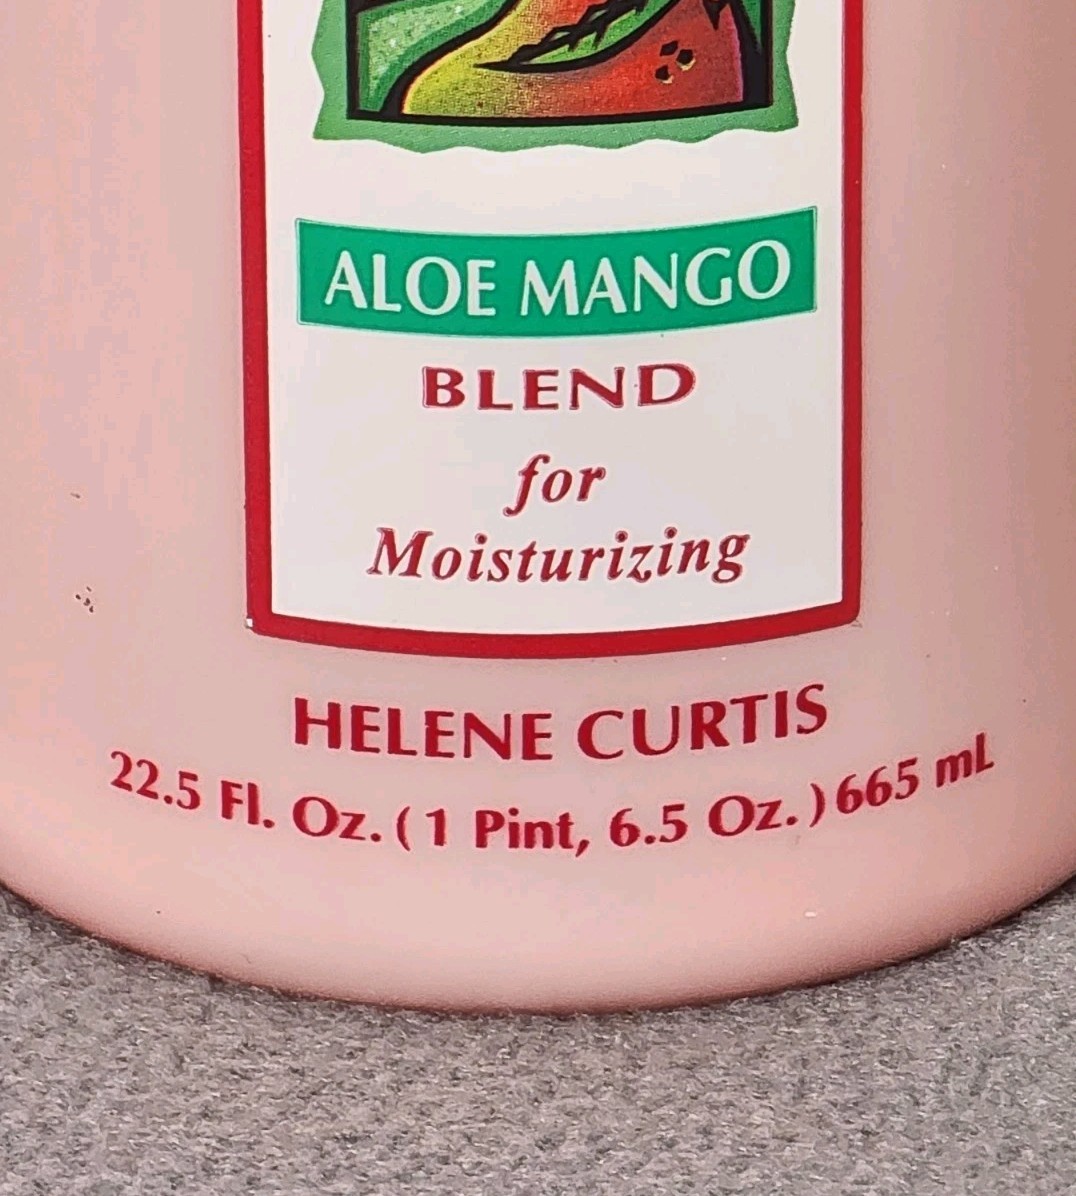 ALOE MANGO
BLEND
for
Moisturizing
HELENE CURTIS
22.5 Fl. Oz. (1 Pint, 6.5 Oz.) 665 mL